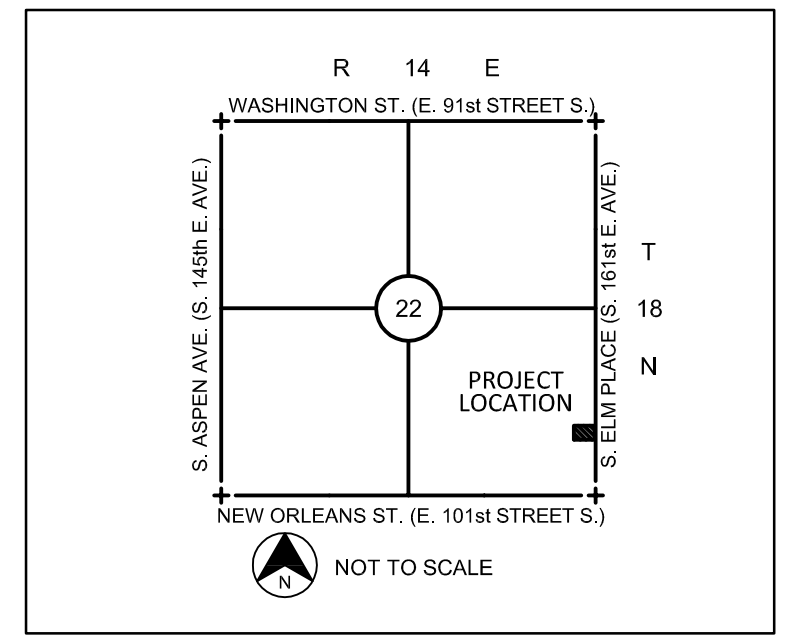 R 14 E
WASHINGTON ST. (E. 91st STREET S.)
S. ASPEN AVE. (S. 145th E. AVE.)
S. ELM PLACE (S. 161st E. AVE.)
T
18
N
22
PROJECT
LOCATION
NEW ORLEANS ST. (E. 101st STREET S.)
N
NOT TO SCALE